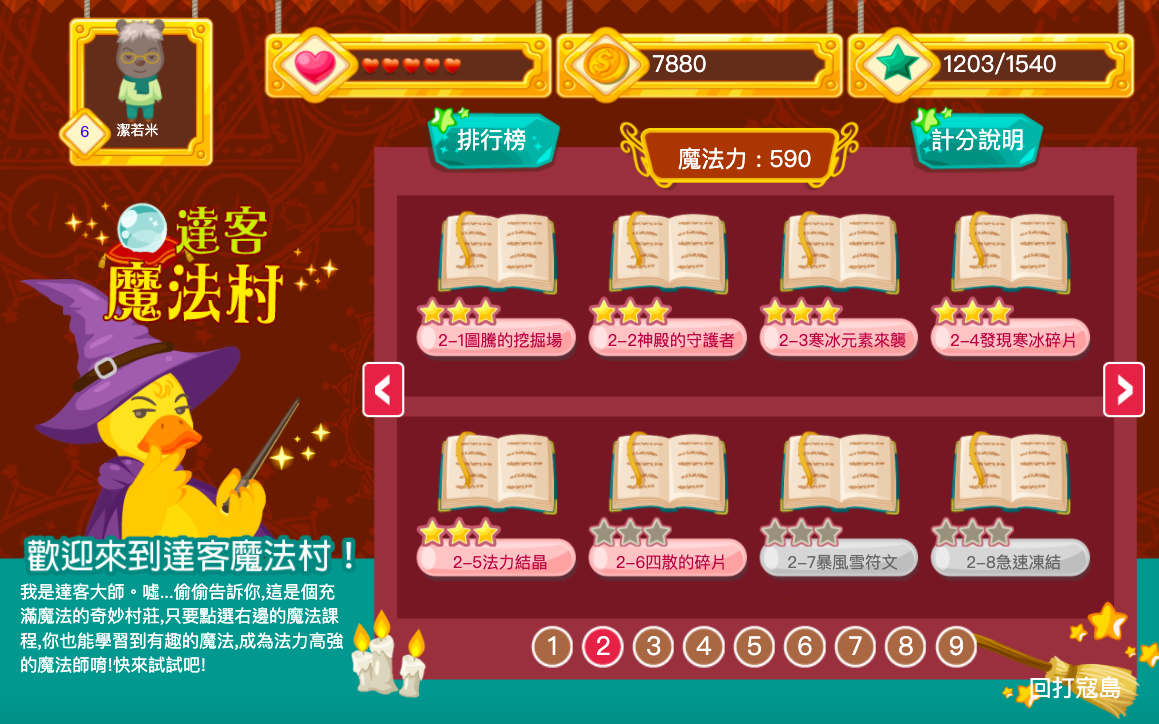 6
潔若米
7880
1203/1540
排行榜
魔法力：590
計分說明
達客
魔法村
2-1圖騰的挖掘場
2-2神殿的守護者
2-3寒冰元素來襲
2-4發現寒冰碎片
2-5法力結晶
2-6四散的碎片
2-7暴風雪符文
2-8急速凍結
歡迎來到達客魔法村！
我是達客大師。噓...偷偷告訴你,這是個充
滿魔法的奇妙村莊,只要點選右邊的魔法課
程,你也能學習到有趣的魔法,成為法力高強
的魔法師唷!快來試試吧!
1 2 3 4 5 6 7 8 9
回打寇島